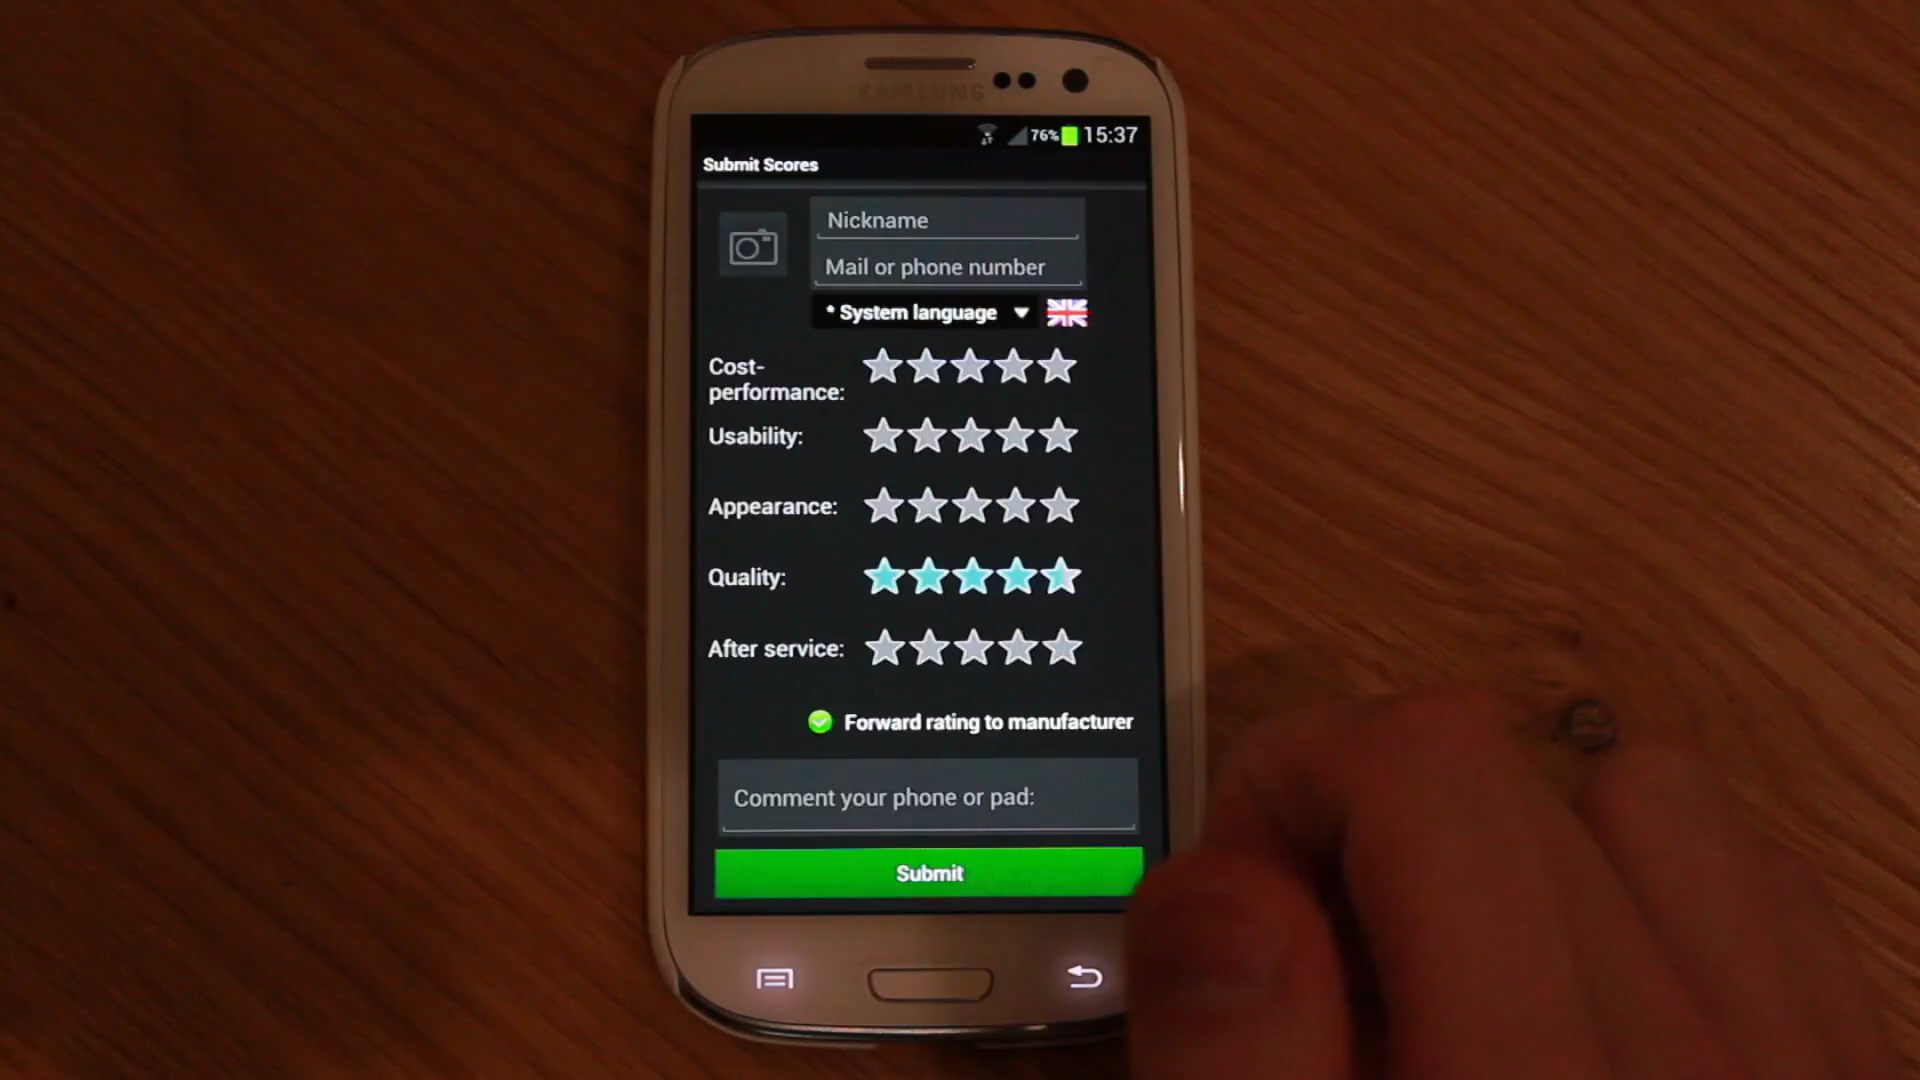 SAMSUNG
76% 15:37
Submit Scores
Nickname
Mail or phone number
* System language
Cost-
performance:
Usability:
Appearance:
Quality:
After service:
Forward rating to manufacturer
Comment your phone or pad:
Submit